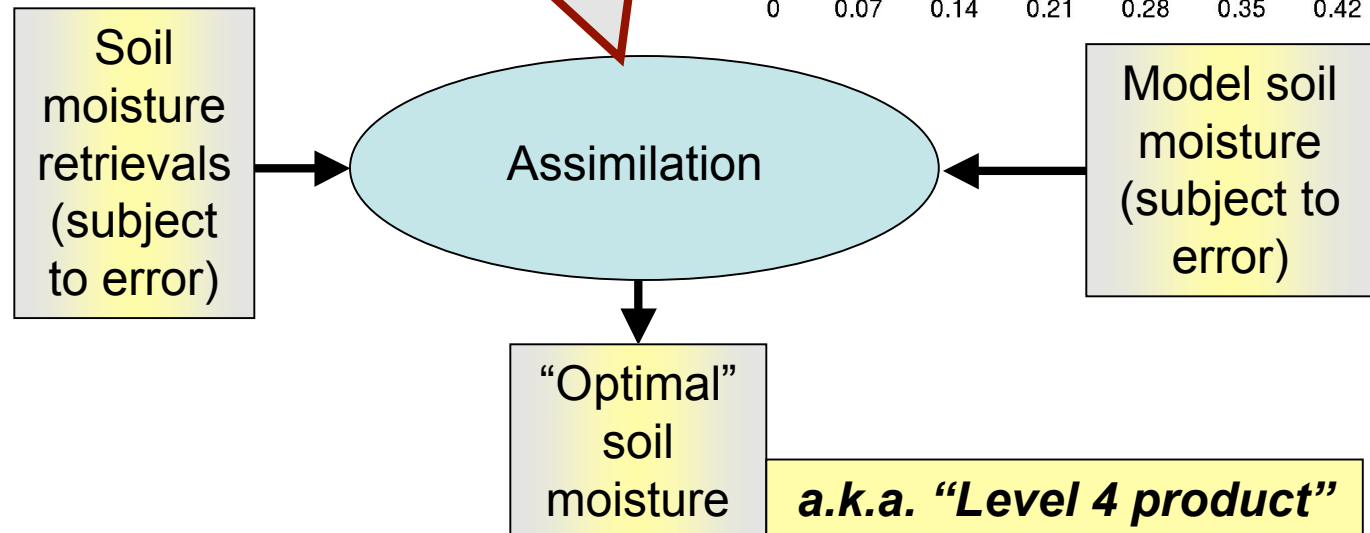 0 0.07 0.14 0.21 0.28 0.35 0.42
Soil
moisture
retrievals
(subject
to error)
Assimilation
Model soil
moisture
(subject to
error)
“Optimal”
soil
moisture
a.k.a. “Level 4 product”